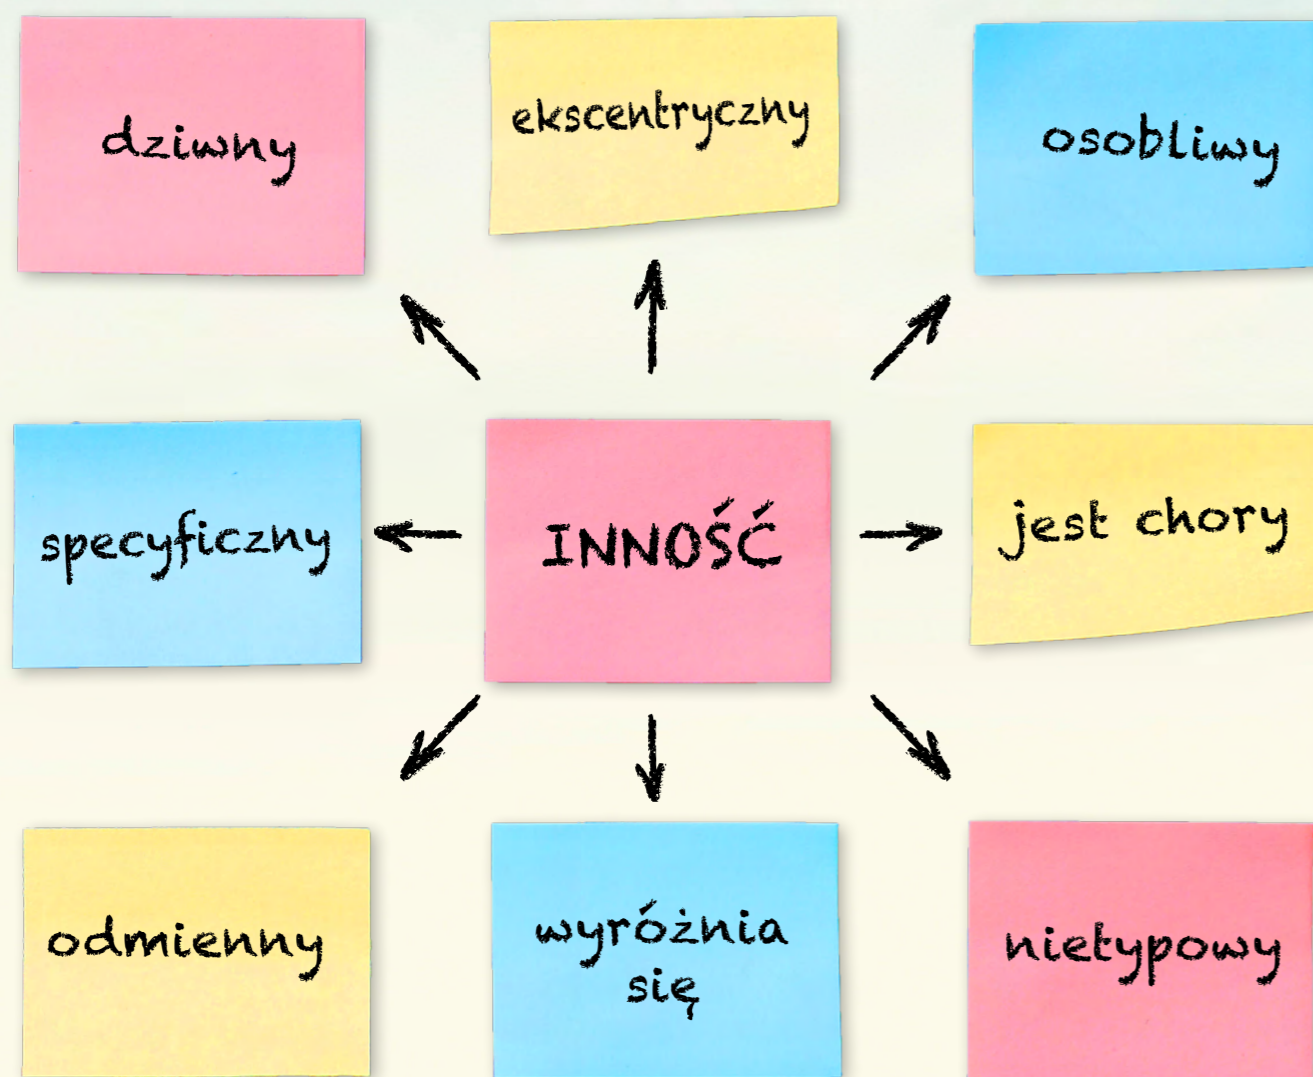 dziwny
ekscentryczny
osobliwy
specyficzny
INNOŚĆ
jest chory
odmienny
wyróżnia
się
nietypowy